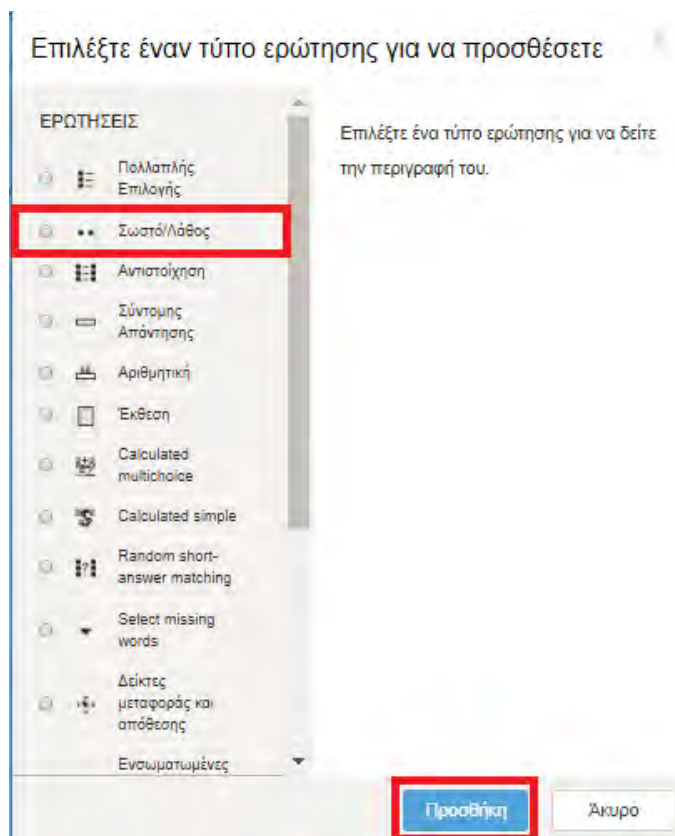 Επιλέξτε έναν τύπο ερώτησης για να προσθέσετε
ΕΡΩΤΗΣΕΙΣ
Πολλαπλής
Επιλογής
Σωστό/Λάθος
Αντιστοίχηση
Σύντομης
Απάντησης
Αριθμητική
Έκθεση
Calculated
multichoice
Calculated simple
Random short-
answer matching
Select missing
words
Δείκτες
μεταφοράς και
απόθεσης
Ενσωματωμένες
Επιλέξτε ένα τύπο ερώτησης για να δείτε
την περιγραφή του.
Προσθήκη
Άκυρο